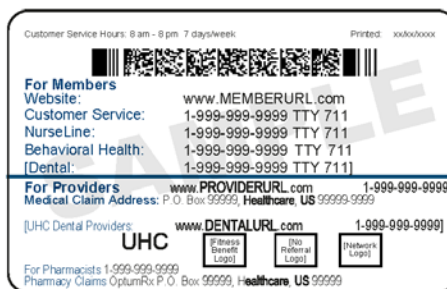 Customer Service Hours: 8 am - 8 pm 7 days/week Printed: xx/xx/xxxx
For Members
Website: www.MEMBERURL.com
Customer Service: 1-999-999-9999 TTY 711
NurseLine: 1-999-999-9999 TTY 711
Behavioral Health: 1-999-999-9999 TTY 711
[Dental: 1-999-999-9999 TTY 711]
SAMPLE
For Providers www.PROVIDERURL.com 1-999-999-9999
Medical Claim Address: P.O. Box 99999, Healthcare, US 99999-9999
[UHC Dental Providers: www.DENTALURL.com 1-999-999-9999]
UHC
[Fitness
Benefit
Logo]
[No
Referral
Logo]
[Network
Logo]
For Pharmacists 1-999-999-9999
Pharmacy Claims OptumRx P.O. Box 99999, Healthcare, US 99999